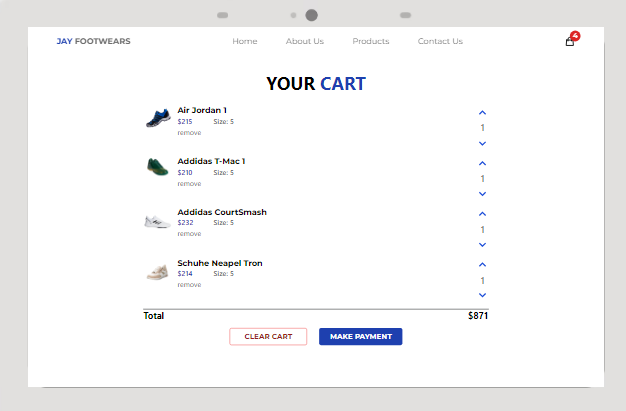 JAY FOOTWEARS Home About Us Products Contact Us 4
YOUR CART
Air Jordan 1
$215 Size: 5
remove
1
Addidas T-Mac 1
$210 Size: 5
remove
1
Addidas CourtSmash
$232 Size: 5
remove
1
Schuhe Neapel Tron
$214 Size: 5
remove
1
Total $871
CLEAR CART MAKE PAYMENT